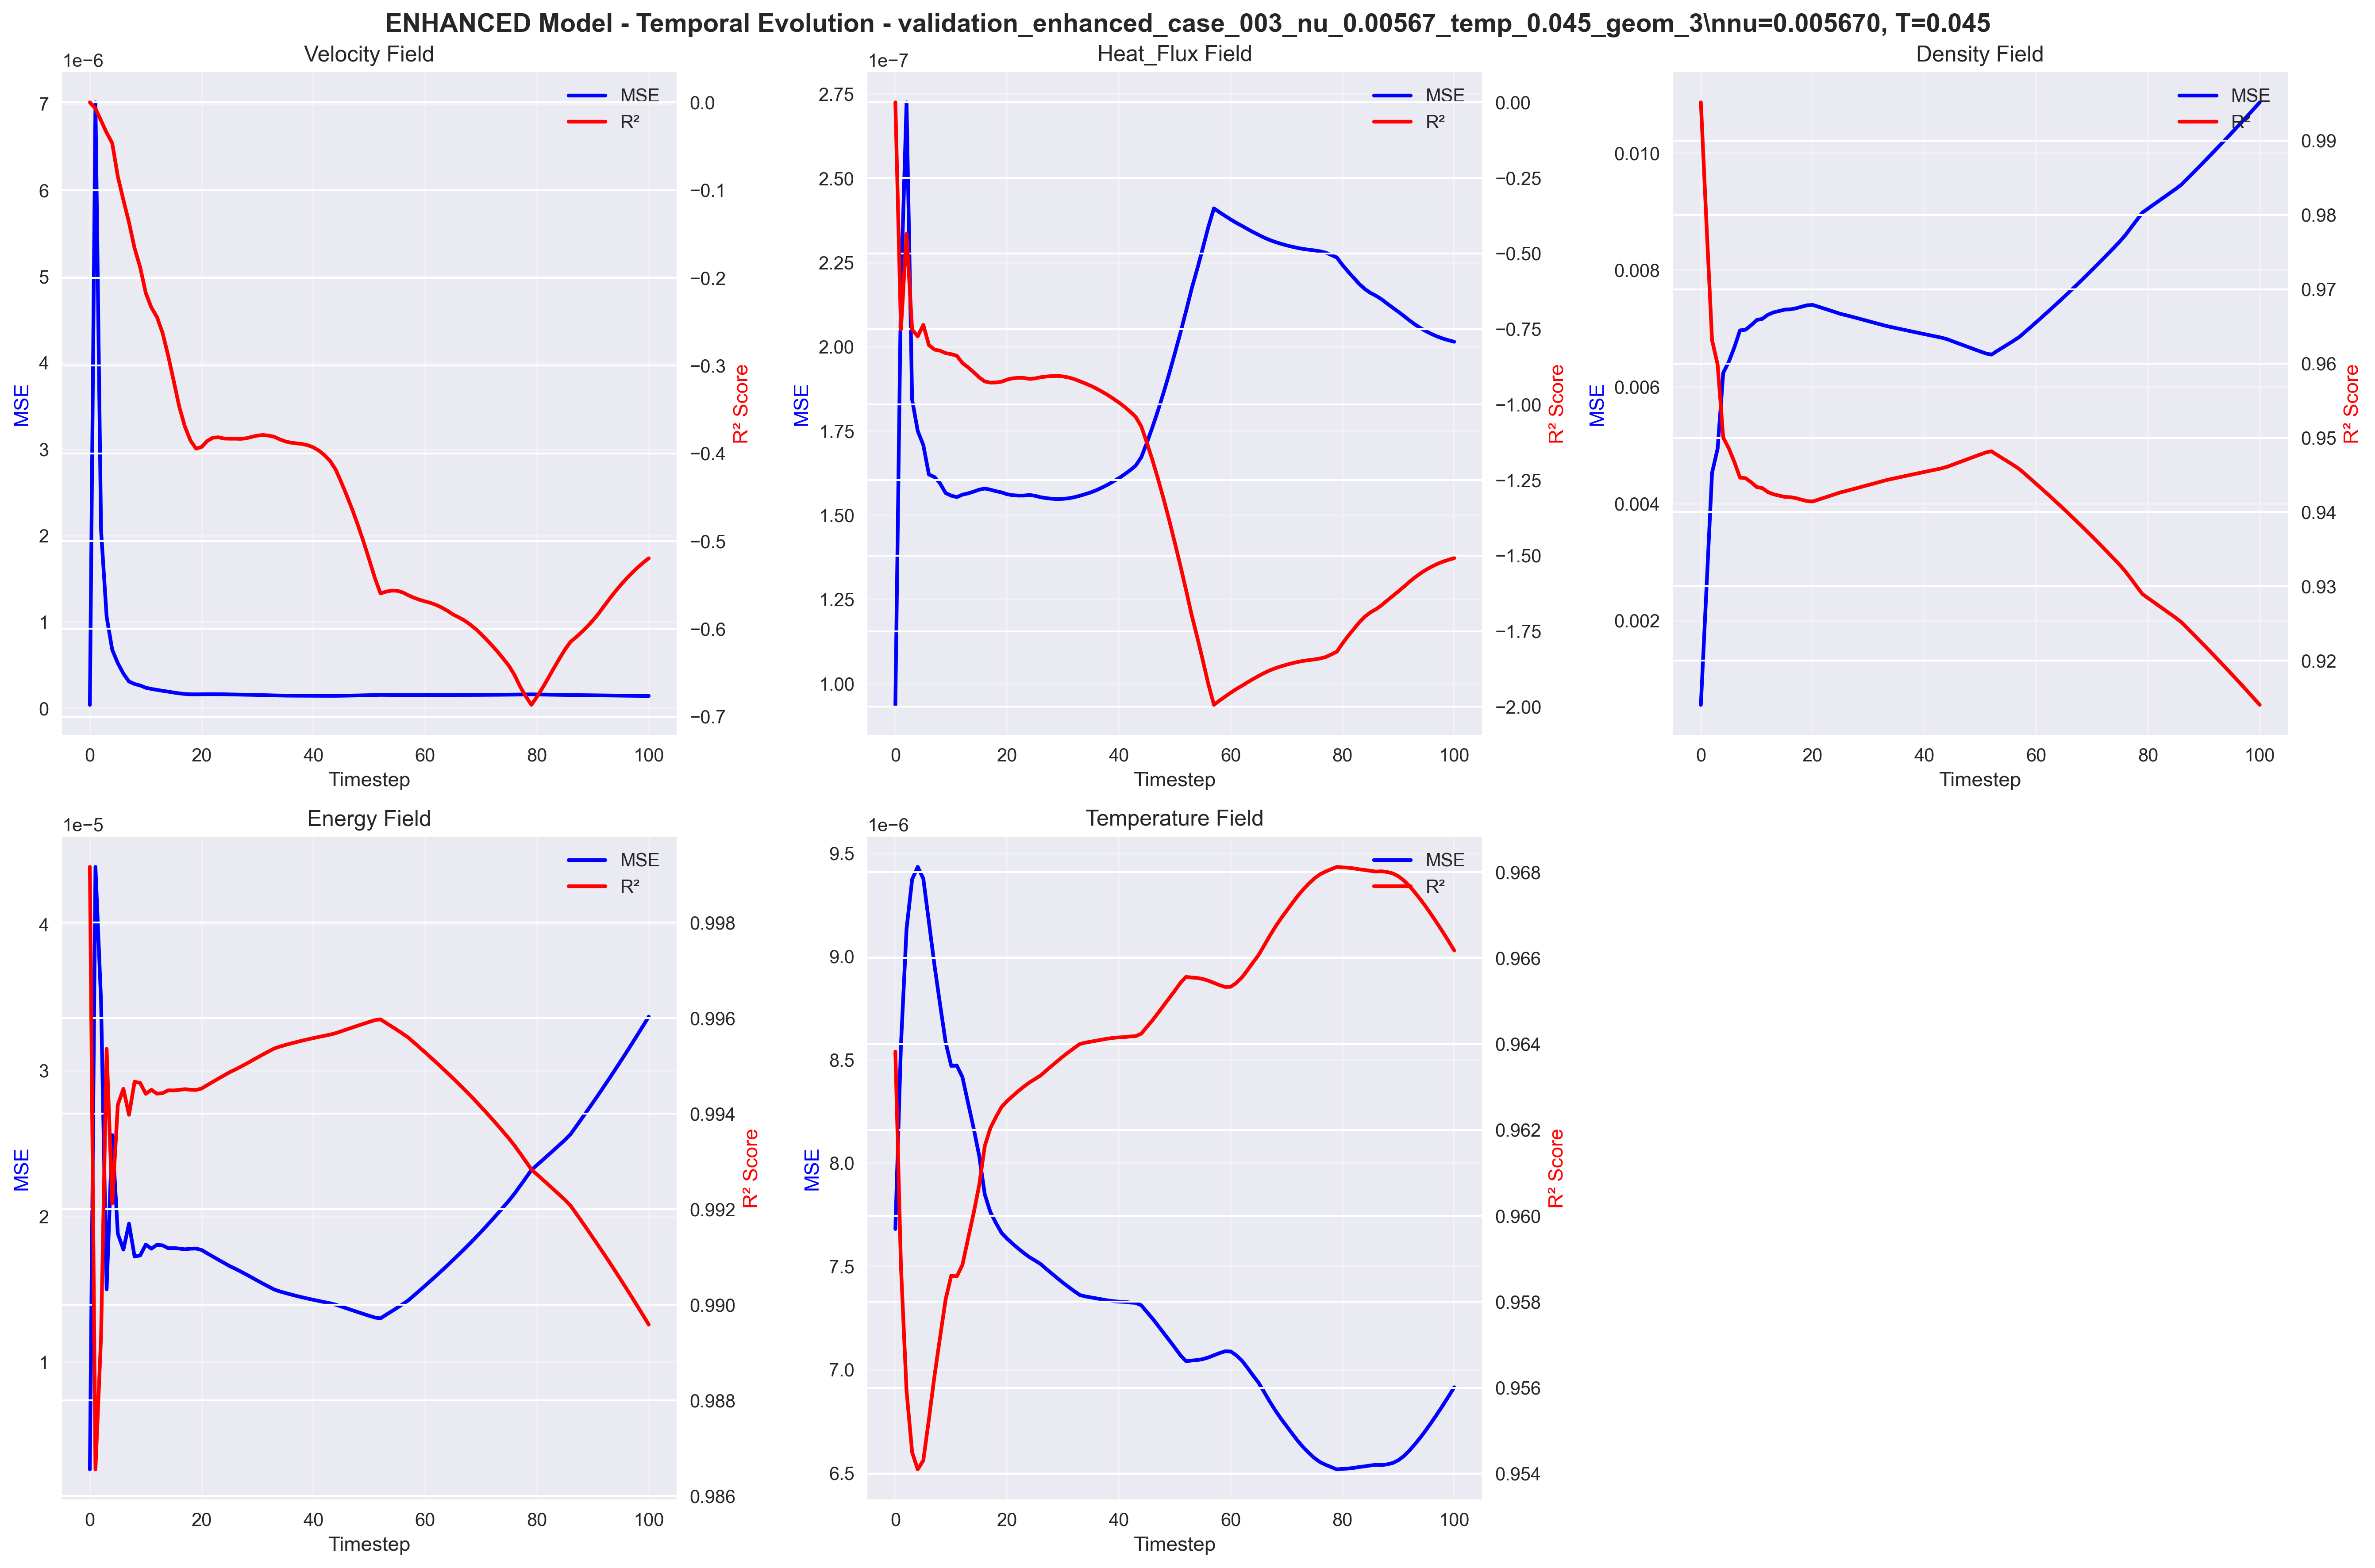 ENHANCED Model - Temporal Evolution - validation_enhanced_case_003_nu_0.00567_temp_0.045_geom_3\nnu=0.005670, T=0.045
Velocity Field
1e−6
MSE
R²
7
6
5
4
3
2
1
0
MSE
0.0
−0.1
−0.2
−0.3
−0.4
−0.5
−0.6
−0.7
R² Score
0 20 40 60 80 100
Timestep
Heat_Flux Field
1e−7
MSE
R²
2.75
2.50
2.25
2.00
1.75
1.50
1.25
1.00
MSE
0.00
−0.25
−0.50
−0.75
−1.00
−1.25
−1.50
−1.75
−2.00
R² Score
0 20 40 60 80 100
Timestep
Density Field
MSE
R²
0.010
0.008
0.006
0.004
0.002
MSE
0.99
0.98
0.97
0.96
0.95
0.94
0.93
0.92
R² Score
0 20 40 60 80 100
Timestep
Energy Field
1e−5
MSE
R²
4
3
2
1
MSE
0.998
0.996
0.994
0.992
0.990
0.988
0.986
R² Score
0 20 40 60 80 100
Timestep
Temperature Field
1e−6
MSE
R²
9.5
9.0
8.5
8.0
7.5
7.0
6.5
MSE
0.968
0.966
0.964
0.962
0.960
0.958
0.956
0.954
R² Score
0 20 40 60 80 100
Timestep